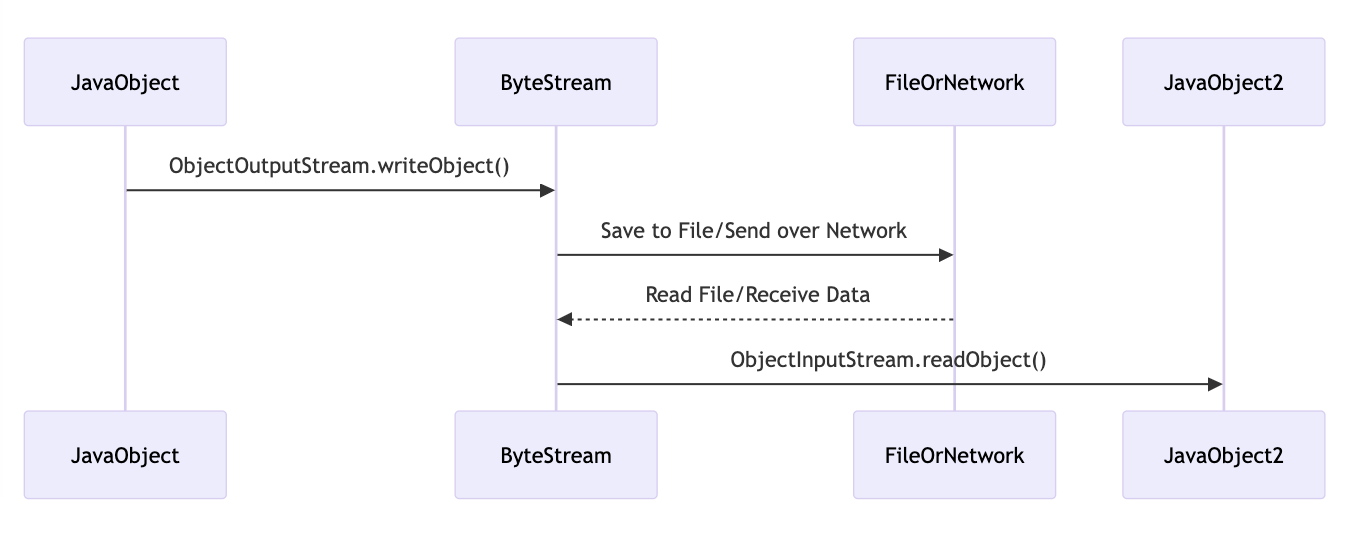 JavaObject
ByteStream
FileOrNetwork
JavaObject2
ObjectOutputStream.writeObject()
Save to File/Send over Network
Read File/Receive Data
ObjectInputStream.readObject()
JavaObject
ByteStream
FileOrNetwork
JavaObject2